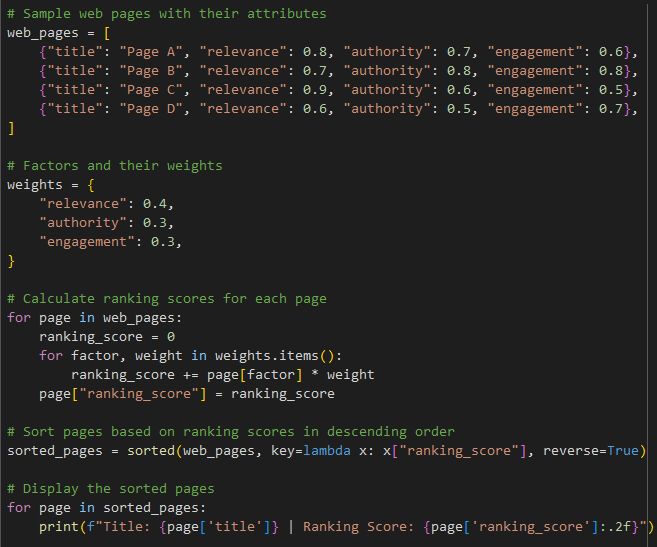 # Sample web pages with their attributes
web_pages = [
    {"title": "Page A", "relevance": 0.8, "authority": 0.7, "engagement": 0.6},
    {"title": "Page B", "relevance": 0.7, "authority": 0.8, "engagement": 0.8},
    {"title": "Page C", "relevance": 0.9, "authority": 0.6, "engagement": 0.5},
    {"title": "Page D", "relevance": 0.6, "authority": 0.5, "engagement": 0.7},
]

# Factors and their weights
weights = {
    "relevance": 0.4,
    "authority": 0.3,
    "engagement": 0.3,
}

# Calculate ranking scores for each page
for page in web_pages:
    ranking_score = 0
    for factor, weight in weights.items():
        ranking_score += page[factor] * weight
    page["ranking_score"] = ranking_score

# Sort pages based on ranking scores in descending order
sorted_pages = sorted(web_pages, key=lambda x: x["ranking_score"], reverse=True)

# Display the sorted pages
for page in sorted_pages:
    print(f"Title: {page['title']} | Ranking Score: {page['ranking_score']:.2f}")